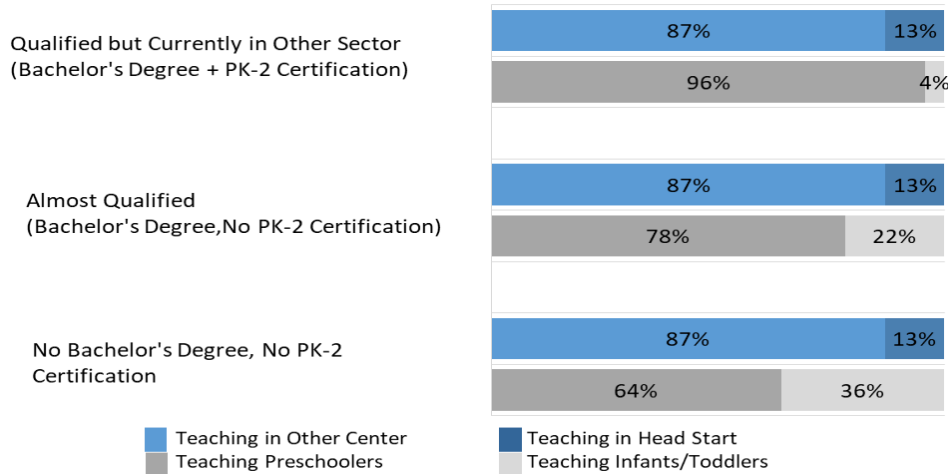 87% 13%
Qualified but Currently in Other Sector
(Bachelor's Degree + PK-2 Certification)
96% 4%
87% 13%
Almost Qualified
(Bachelor's Degree,No PK-2 Certification)
78% 22%
87% 13%
No Bachelor's Degree, No PK-2
Certification
64% 36%
Teaching in Other Center Teaching in Head Start
Teaching Preschoolers Teaching Infants/Toddlers